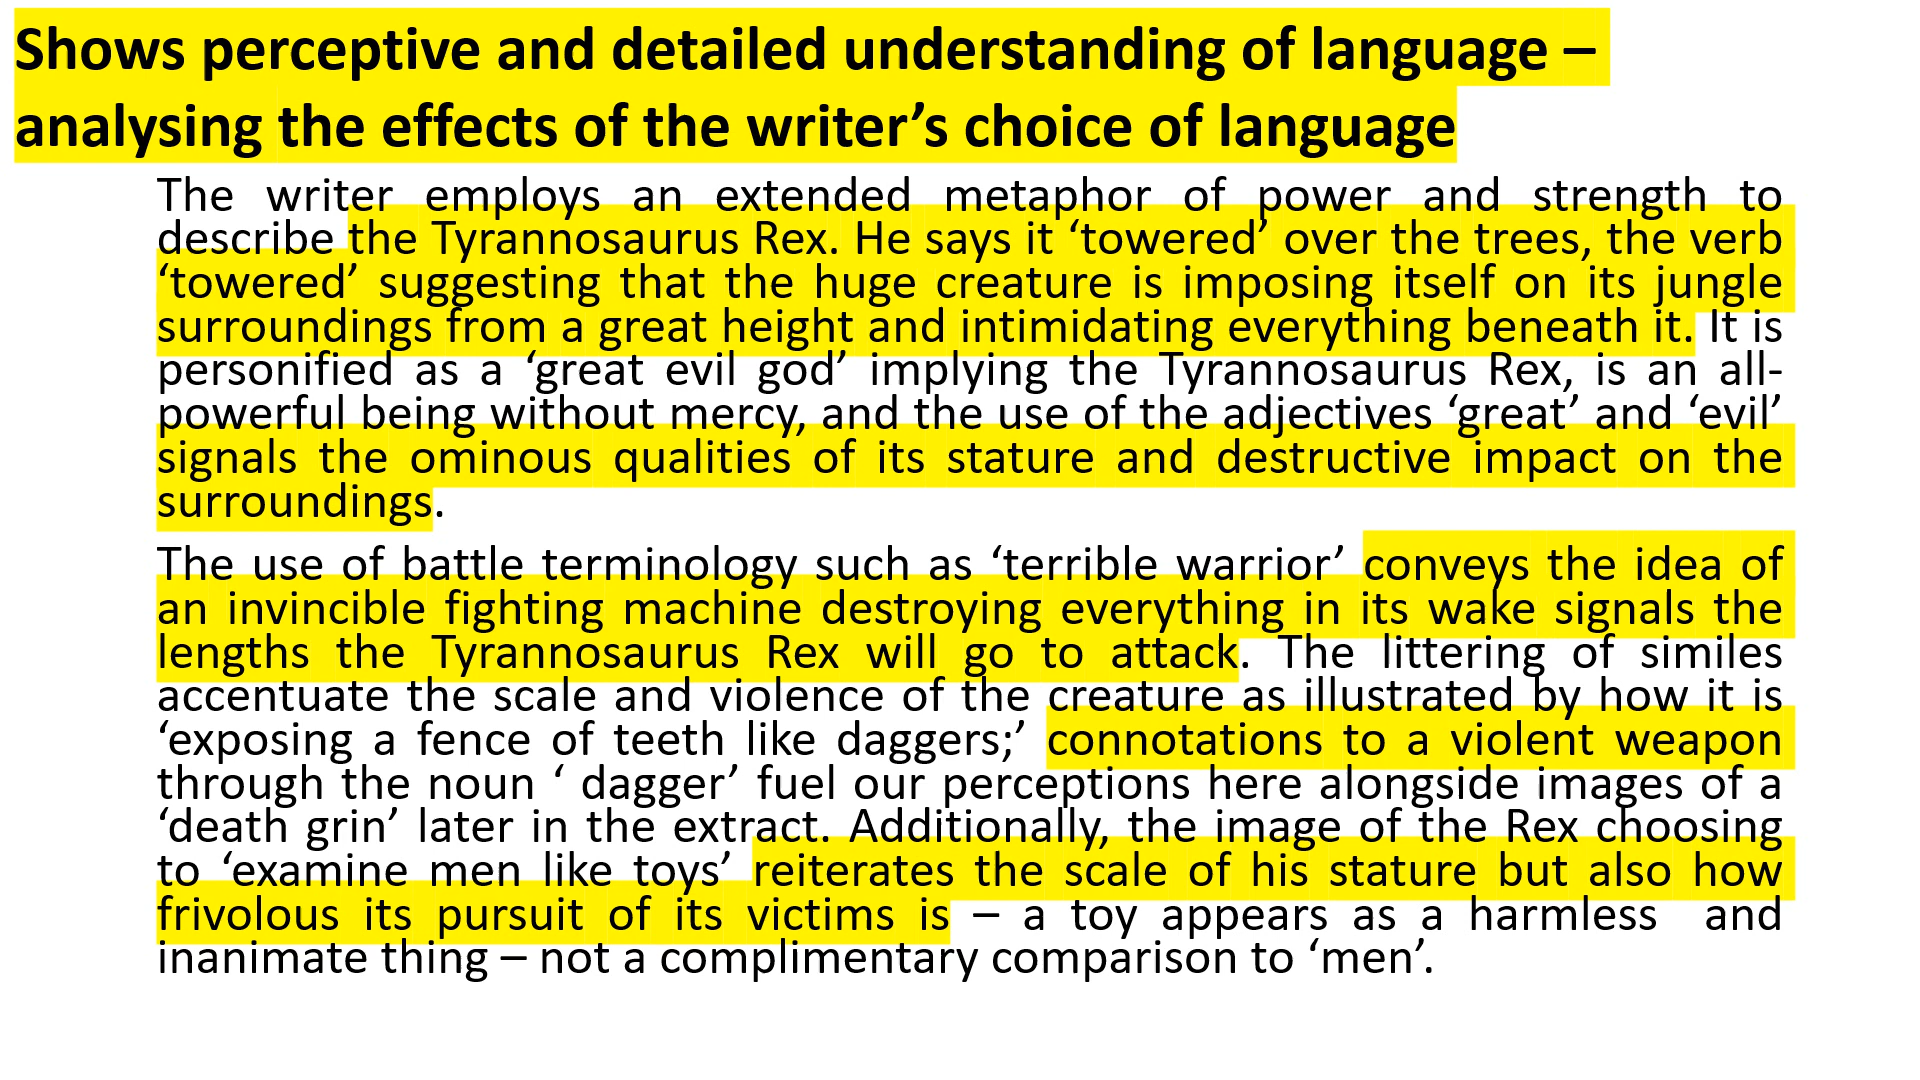 Shows perceptive and detailed understanding of language –
analysing the effects of the writer’s choice of language
The writer employs an extended metaphor of power and strength to
describe the Tyrannosaurus Rex. He says it ‘towered’ over the trees, the verb
‘towered’ suggesting that the huge creature is imposing itself on its jungle
surroundings from a great height and intimidating everything beneath it. It is
personified as a ‘great evil god’ implying the Tyrannosaurus Rex, is an all-
powerful being without mercy, and the use of the adjectives ‘great’ and ‘evil’
signals the ominous qualities of its stature and destructive impact on the
surroundings.
The use of battle terminology such as ‘terrible warrior’ conveys the idea of
an invincible fighting machine destroying everything in its wake signals the
lengths the Tyrannosaurus Rex will go to attack. The littering of similes
accentuate the scale and violence of the creature as illustrated by how it is
‘exposing a fence of teeth like daggers;’ connotations to a violent weapon
through the noun ‘ dagger’ fuel our perceptions here alongside images of a
‘death grin’ later in the extract. Additionally, the image of the Rex choosing
to ‘examine men like toys’ reiterates the scale of his stature but also how
frivolous its pursuit of its victims is – a toy appears as a harmless and
inanimate thing – not a complimentary comparison to ‘men’.